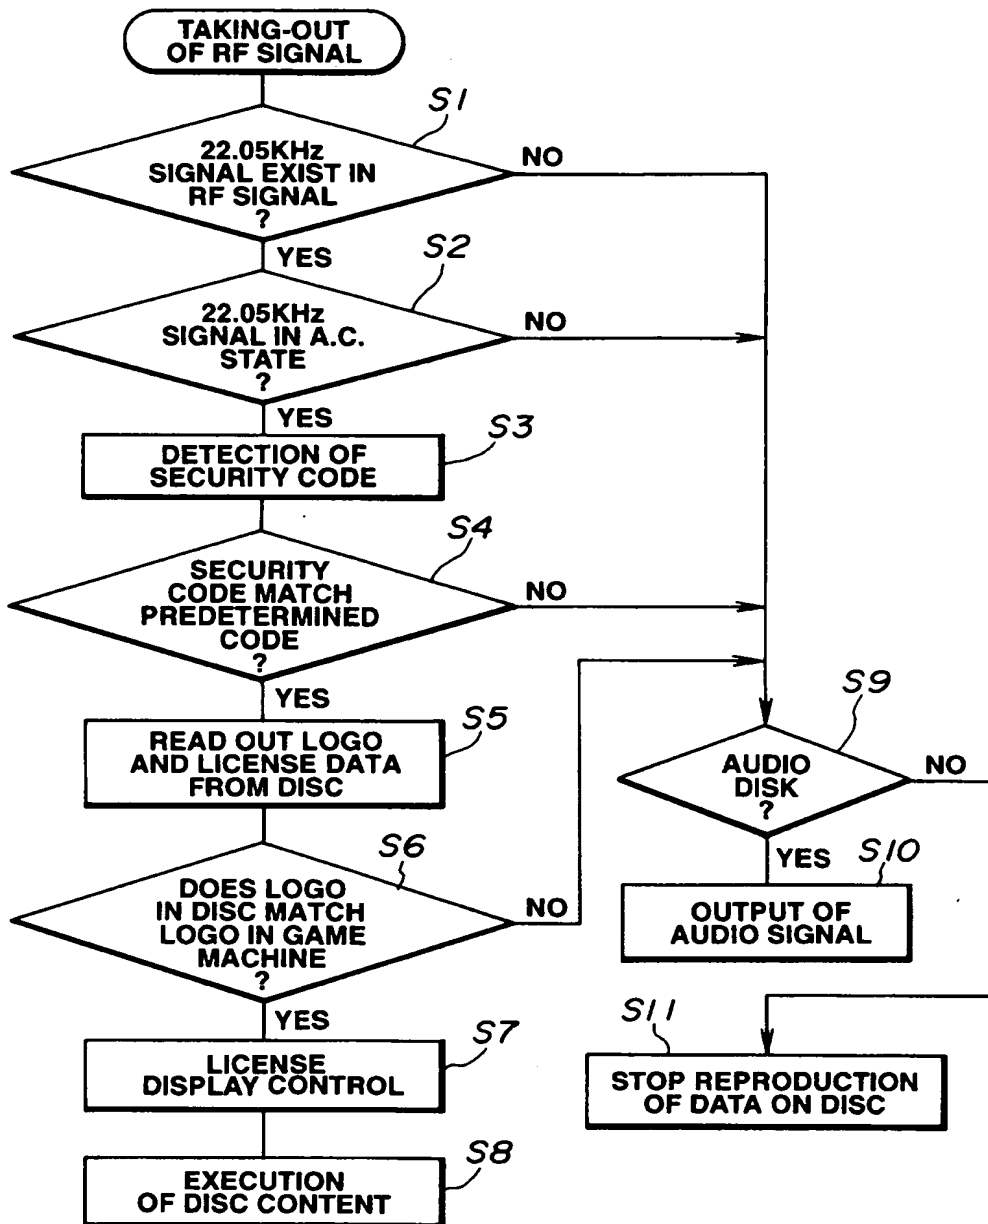 TAKING-OUT
OF RF SIGNAL
S1
22.05KHz
SIGNAL EXIST IN
RF SIGNAL
?
NO
YES
S2
22.05KHz
SIGNAL IN A.C.
STATE
?
NO
YES
S3
DETECTION OF
SECURITY CODE
S4
SECURITY
CODE MATCH
PREDETERMINED
CODE
?
NO
YES
S5
READ OUT LOGO
AND LICENSE DATA
FROM DISC
S6
DOES LOGO
IN DISC MATCH
LOGO IN GAME
MACHINE
?
NO
YES
S7
LICENSE
DISPLAY CONTROL
S8
EXECUTION
OF DISC CONTENT
S9
AUDIO
DISK
?
NO
YES
S10
OUTPUT OF
AUDIO SIGNAL
S11
STOP REPRODUCTION
OF DATA ON DISC